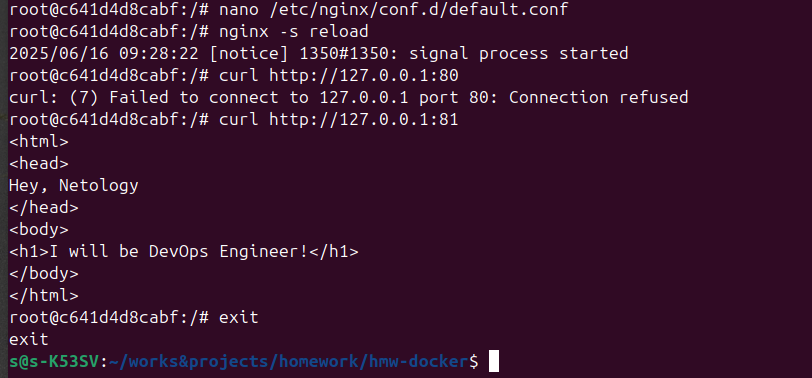 root@c641d4d8cabf:/# nano /etc/nginx/conf.d/default.conf
root@c641d4d8cabf:/# nginx -s reload
2025/06/16 09:28:22 [notice] 1350#1350: signal process started
root@c641d4d8cabf:/# curl http://127.0.0.1:80
curl: (7) Failed to connect to 127.0.0.1 port 80: Connection refused
root@c641d4d8cabf:/# curl http://127.0.0.1:81
<html>
<head>
Hey, Netology
</head>
<body>
<h1>I will be DevOps Engineer!</h1>
</body>
</html>
root@c641d4d8cabf:/# exit
exit
s@s-K53SV:~/works&projects/homework/hmw-docker$